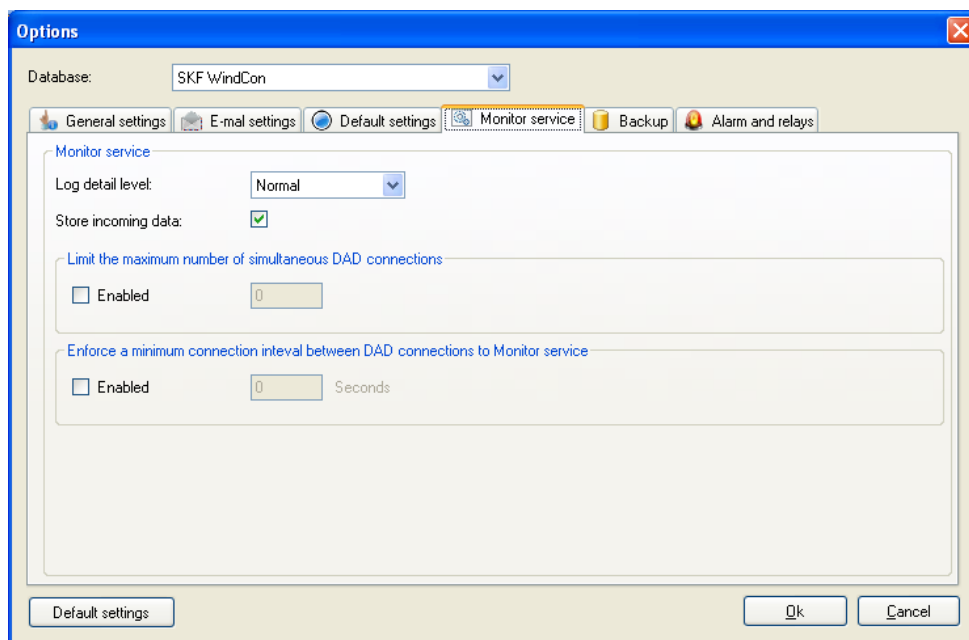 Options
Database: SKF WindCon
General settings E-mal settings Default settings Monitor service Backup Alarm and relays
Monitor service
Log detail level: Normal
Store incoming data:
Limit the maximum number of simultaneous DAD connections
Enabled 0
Enforce a minimum connection inteval between DAD connections to Monitor service
Enabled 0 Seconds
Default settings Ok Cancel